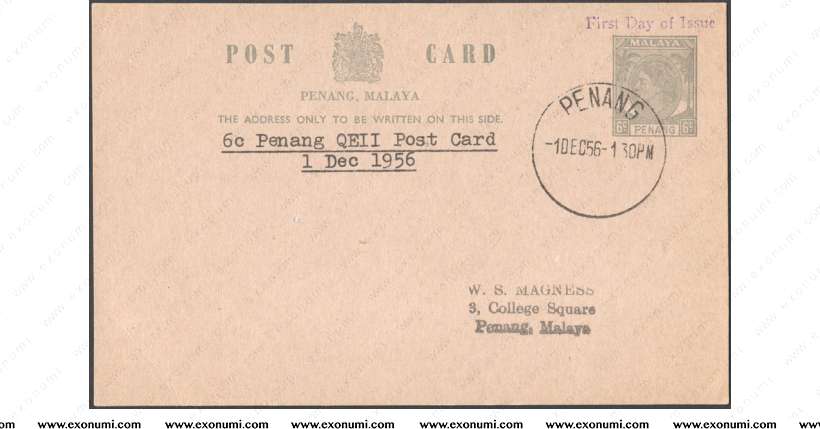 First Day of Issue
POST CARD
MALAYA
6c PENANG 6c
PENANG, MALAYA
THE ADDRESS ONLY TO BE WRITTEN ON THIS SIDE.
6c Penang QEII Post Card
1 Dec 1956
PENANG
-1DEC56-130PM
W. S. MAGNESS
3, College Square
Penang, Malaya
www.exonumi.com www.exonumi.com www.exonumi.com www.exonumi.com www.exonumi.com www.exonumi.com